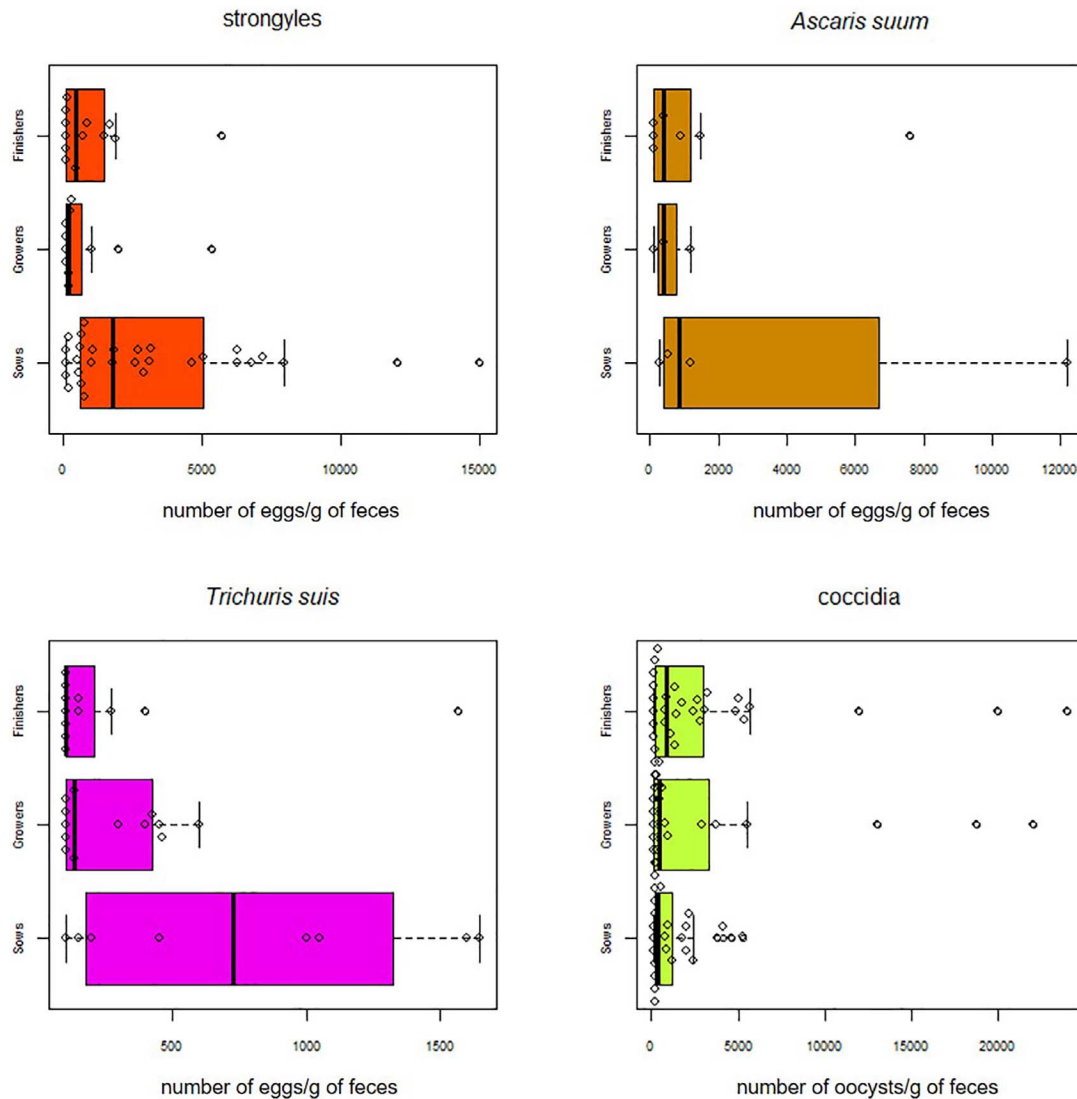 strongyles
Finishers
Growers
Sows
0 5000 10000 15000
number of eggs/g of feces
Ascaris suum
Finishers
Growers
Sows
0 2000 4000 6000 8000 10000 12000
number of eggs/g of feces
Trichuris suis
Finishers
Growers
Sows
500 1000 1500
number of eggs/g of feces
coccidia
Finishers
Growers
Sows
0 5000 10000 15000 20000
number of oocysts/g of feces